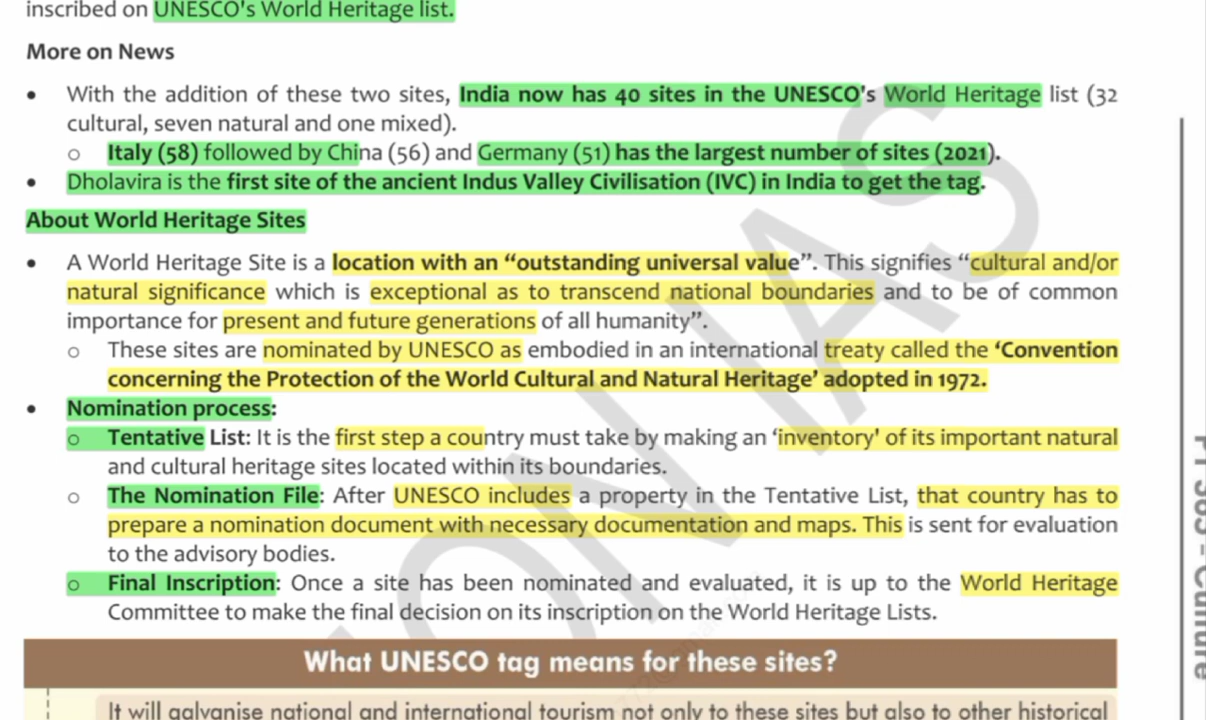 inscribed on UNESCO's World Heritage list.
More on News
• With the addition of these two sites, India now has 40 sites in the UNESCO's World Heritage list (32
cultural, seven natural and one mixed).
o Italy (58) followed by China (56) and Germany (51) has the largest number of sites (2021).
• Dholavira is the first site of the ancient Indus Valley Civilisation (IVC) in India to get the tag.
About World Heritage Sites
• A World Heritage Site is a location with an “outstanding universal value”. This signifies “cultural and/or
natural significance which is exceptional as to transcend national boundaries and to be of common
importance for present and future generations of all humanity”.
o These sites are nominated by UNESCO as embodied in an international treaty called the ‘Convention
concerning the Protection of the World Cultural and Natural Heritage’ adopted in 1972.
• Nomination process:
o Tentative List: It is the first step a country must take by making an ‘inventory’ of its important natural
and cultural heritage sites located within its boundaries.
o The Nomination File: After UNESCO includes a property in the Tentative List, that country has to
prepare a nomination document with necessary documentation and maps. This is sent for evaluation
to the advisory bodies.
o Final Inscription: Once a site has been nominated and evaluated, it is up to the World Heritage
Committee to make the final decision on its inscription on the World Heritage Lists.
What UNESCO tag means for these sites?
It will galvanise national and international tourism not only to these sites but also to other historical
ON IAS
PT 365 - Culture